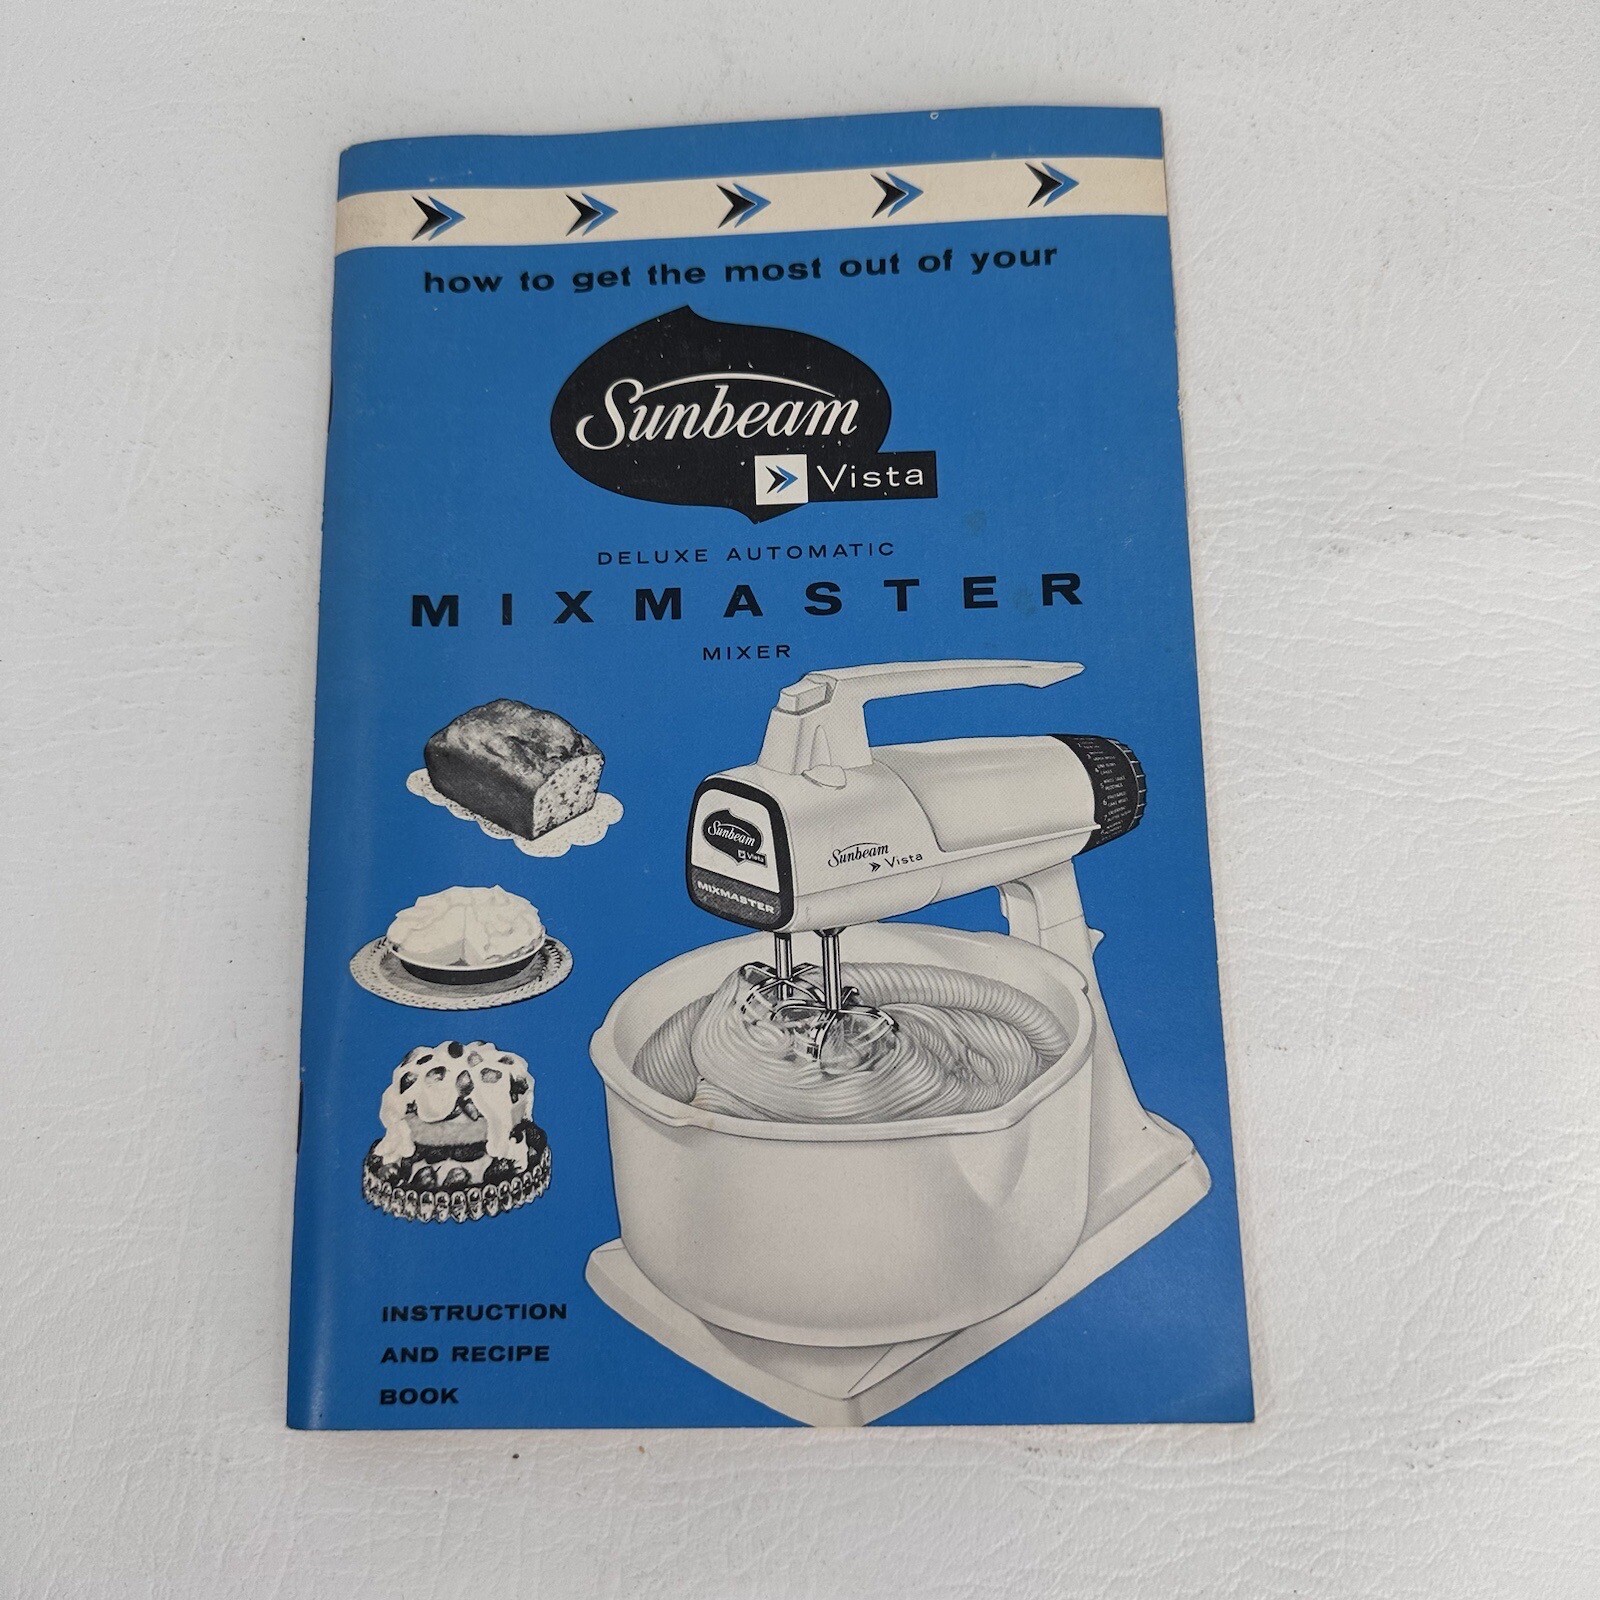 how to get the most out of your
Sunbeam
Vista
DELUXE AUTOMATIC
MIXMASTER
MIXER
Sunbeam
Vista
MIXMASTER
Sunbeam
Vista
INSTRUCTION
AND RECIPE
BOOK